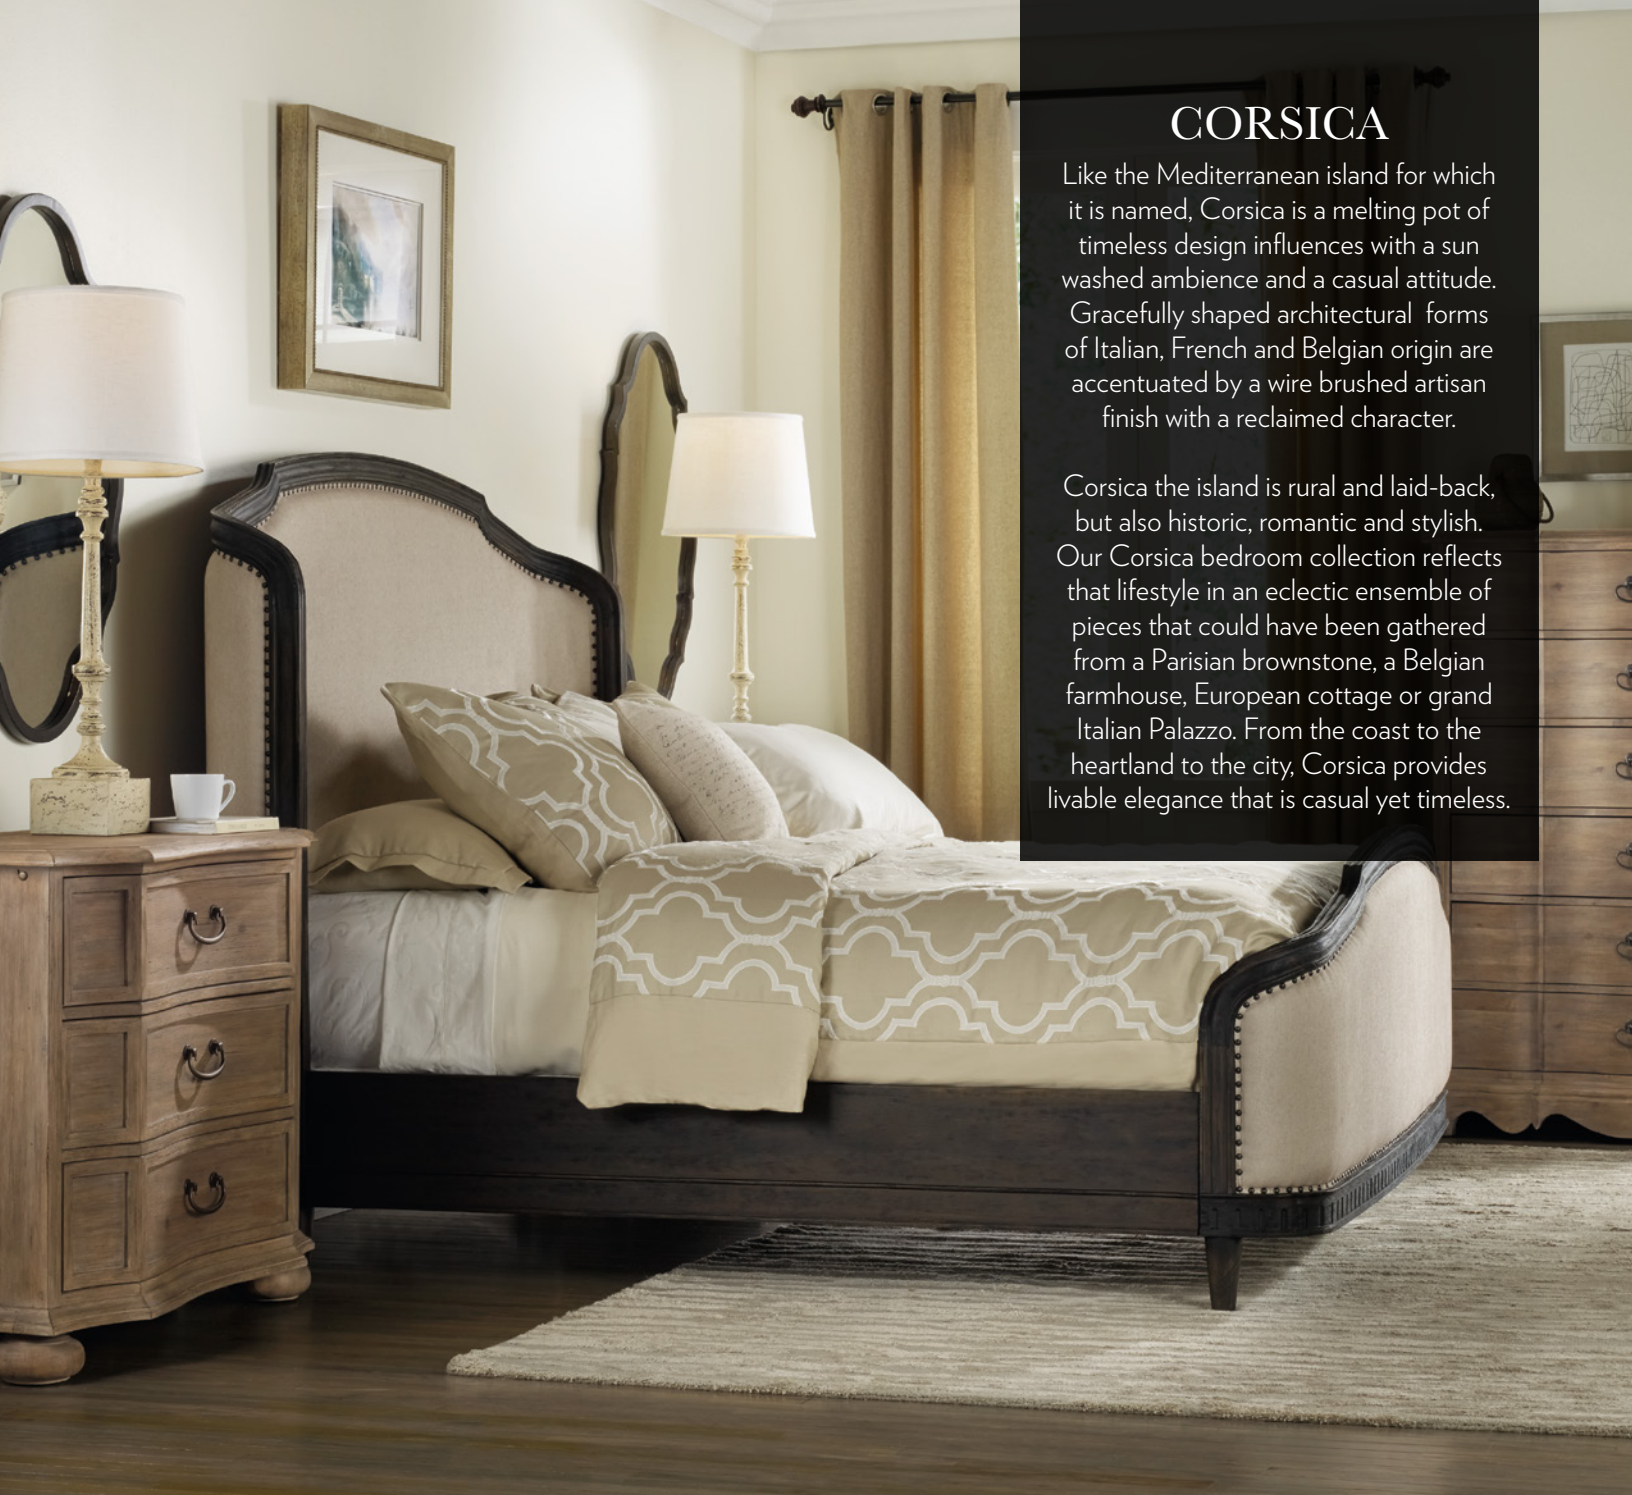 CORSICA
Like the Mediterranean island for which
it is named, Corsica is a melting pot of
timeless design influences with a sun
washed ambience and a casual attitude.
Gracefully shaped architectural  forms
of Italian, French and Belgian origin are
accentuated by a wire brushed artisan
finish with a reclaimed character.
Corsica the island is rural and laid-back,
but also historic, romantic and stylish.
Our Corsica bedroom collection reflects
that lifestyle in an eclectic ensemble of
pieces that could have been gathered
from a Parisian brownstone, a Belgian
farmhouse, European cottage or grand
Italian Palazzo. From the coast to the
heartland to the city, Corsica provides
livable elegance that is casual yet timeless.